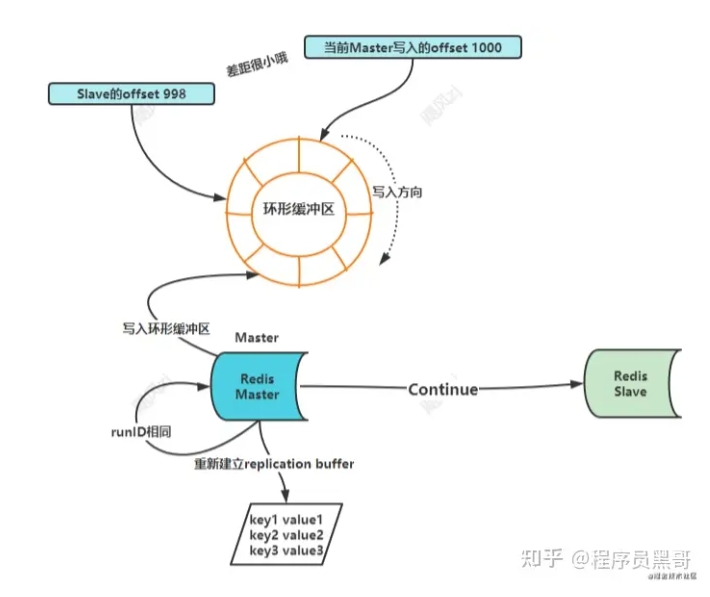 当前Master写入的offset 1000
差距很小哦
Slave的offset 998
环形缓冲区
写入方向
写入环形缓冲区
Master
Redis
Master
Continue
Redis
Slave
runID相同
重新建立replication buffer
key1 value1
key2 value2
key3 value3
知乎 @程序员黑哥